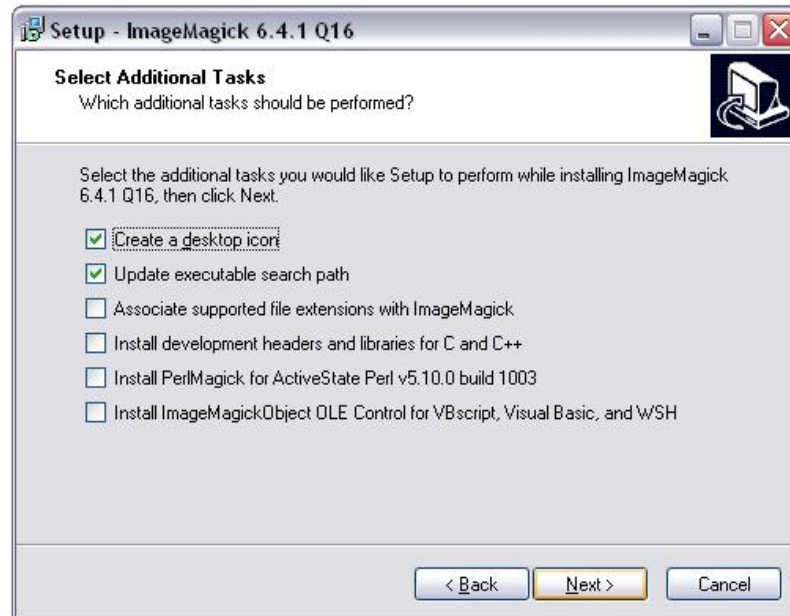 Setup - ImageMagick 6.4.1 Q16
Select Additional Tasks
Which additional tasks should be performed?
Select the additional tasks you would like Setup to perform while installing ImageMagick
6.4.1 Q16, then click Next.
Create a desktop icon
Update executable search path
Associate supported file extensions with ImageMagick
Install development headers and libraries for C and C++
Install PerlMagick for ActiveState Perl v5.10.0 build 1003
Install ImageMagickObject OLE Control for VBscript, Visual Basic, and WSH
< Back
Next >
Cancel